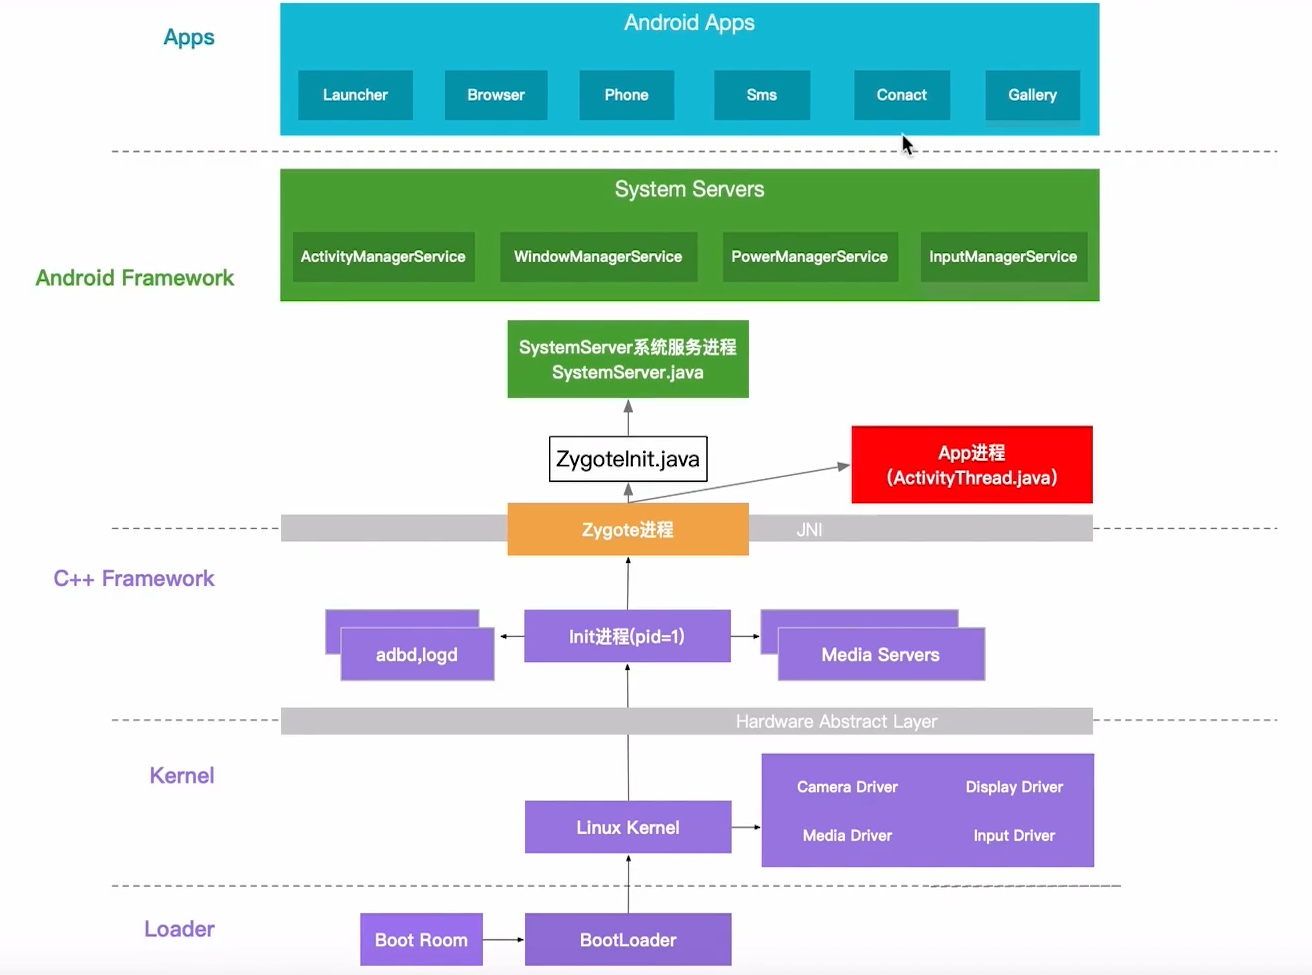 Apps
Android Apps
Launcher
Browser
Phone
Sms
Conact
Gallery
System Servers
ActivityManagerService
WindowManagerService
PowerManagerService
InputManagerService
Android Framework
SystemServer系统服务进程
SystemServer.java
ZygoteInit.java
App进程
(ActivityThread.java)
Zygote进程
JNI
C++ Framework
Init进程(pid=1)
adbd,logd
Media Servers
Hardware Abstract Layer
Kernel
Camera Driver
Display Driver
Linux Kernel
Media Driver
Input Driver
Loader
Boot Room
BootLoader